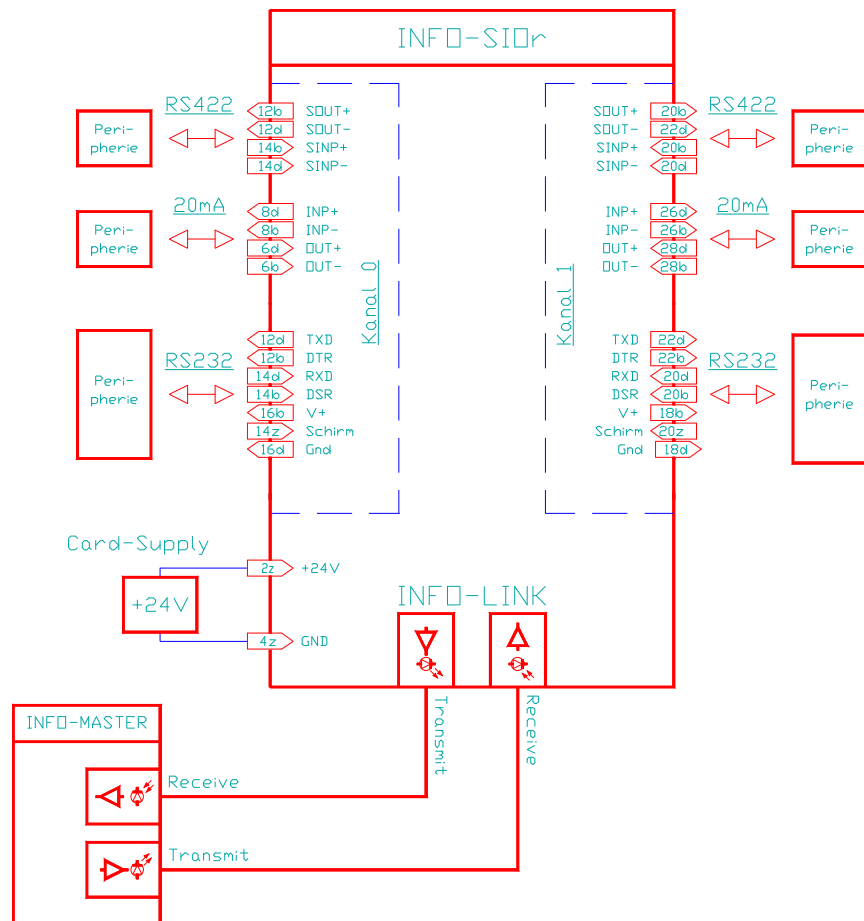 INFO-SIOr
RS422
Peri-
pherie
12b SOUT+
12d SOUT-
14b SINP+
14d SINP-
20mA
Peri-
pherie
8d INP+
8b INP-
6d OUT+
6b OUT-
Kanal 0
RS232
Peri-
pherie
12d TXD
12b DTR
14d RXD
14b DSR
16b V+
14z Schirm
16d Gnd
SOUT+ 20b
SOUT- 22d
SINP+ 20b
SINP- 20d
RS422
Peri-
pherie
INP+ 26d
INP- 26b
OUT+ 28d
OUT- 28b
20mA
Peri-
pherie
Kanal 1
TXD 22d
DTR 22b
RXD 20d
DSR 20b
V+ 18b
Schirm 20z
Gnd 18d
RS232
Peri-
pherie
Card-Supply
+24V
2z +24V
4z GND
INFO-LINK
Transmit
Receive
INFO-MASTER
Receive
Transmit